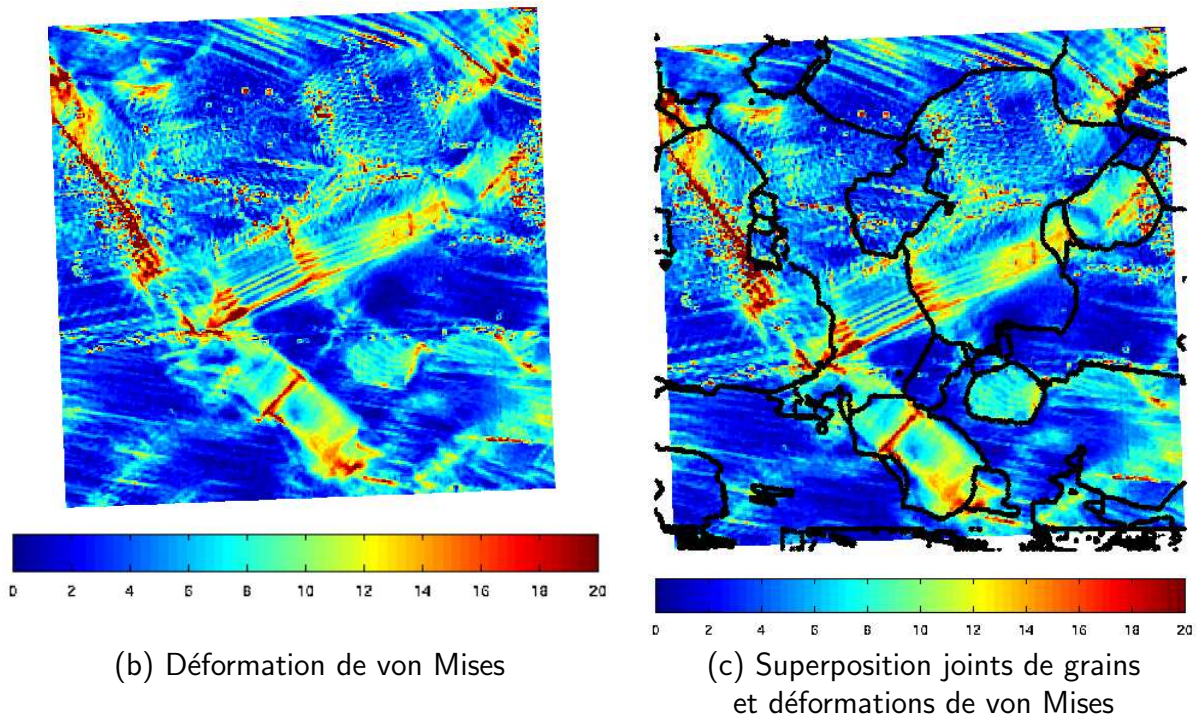 0 2 4 6 8 10 12 14 16 18 20
0 2 4 6 8 10 12 14 16 18 20
(b) Déformation de von Mises
(c) Superposition joints de grains
et déformations de von Mises